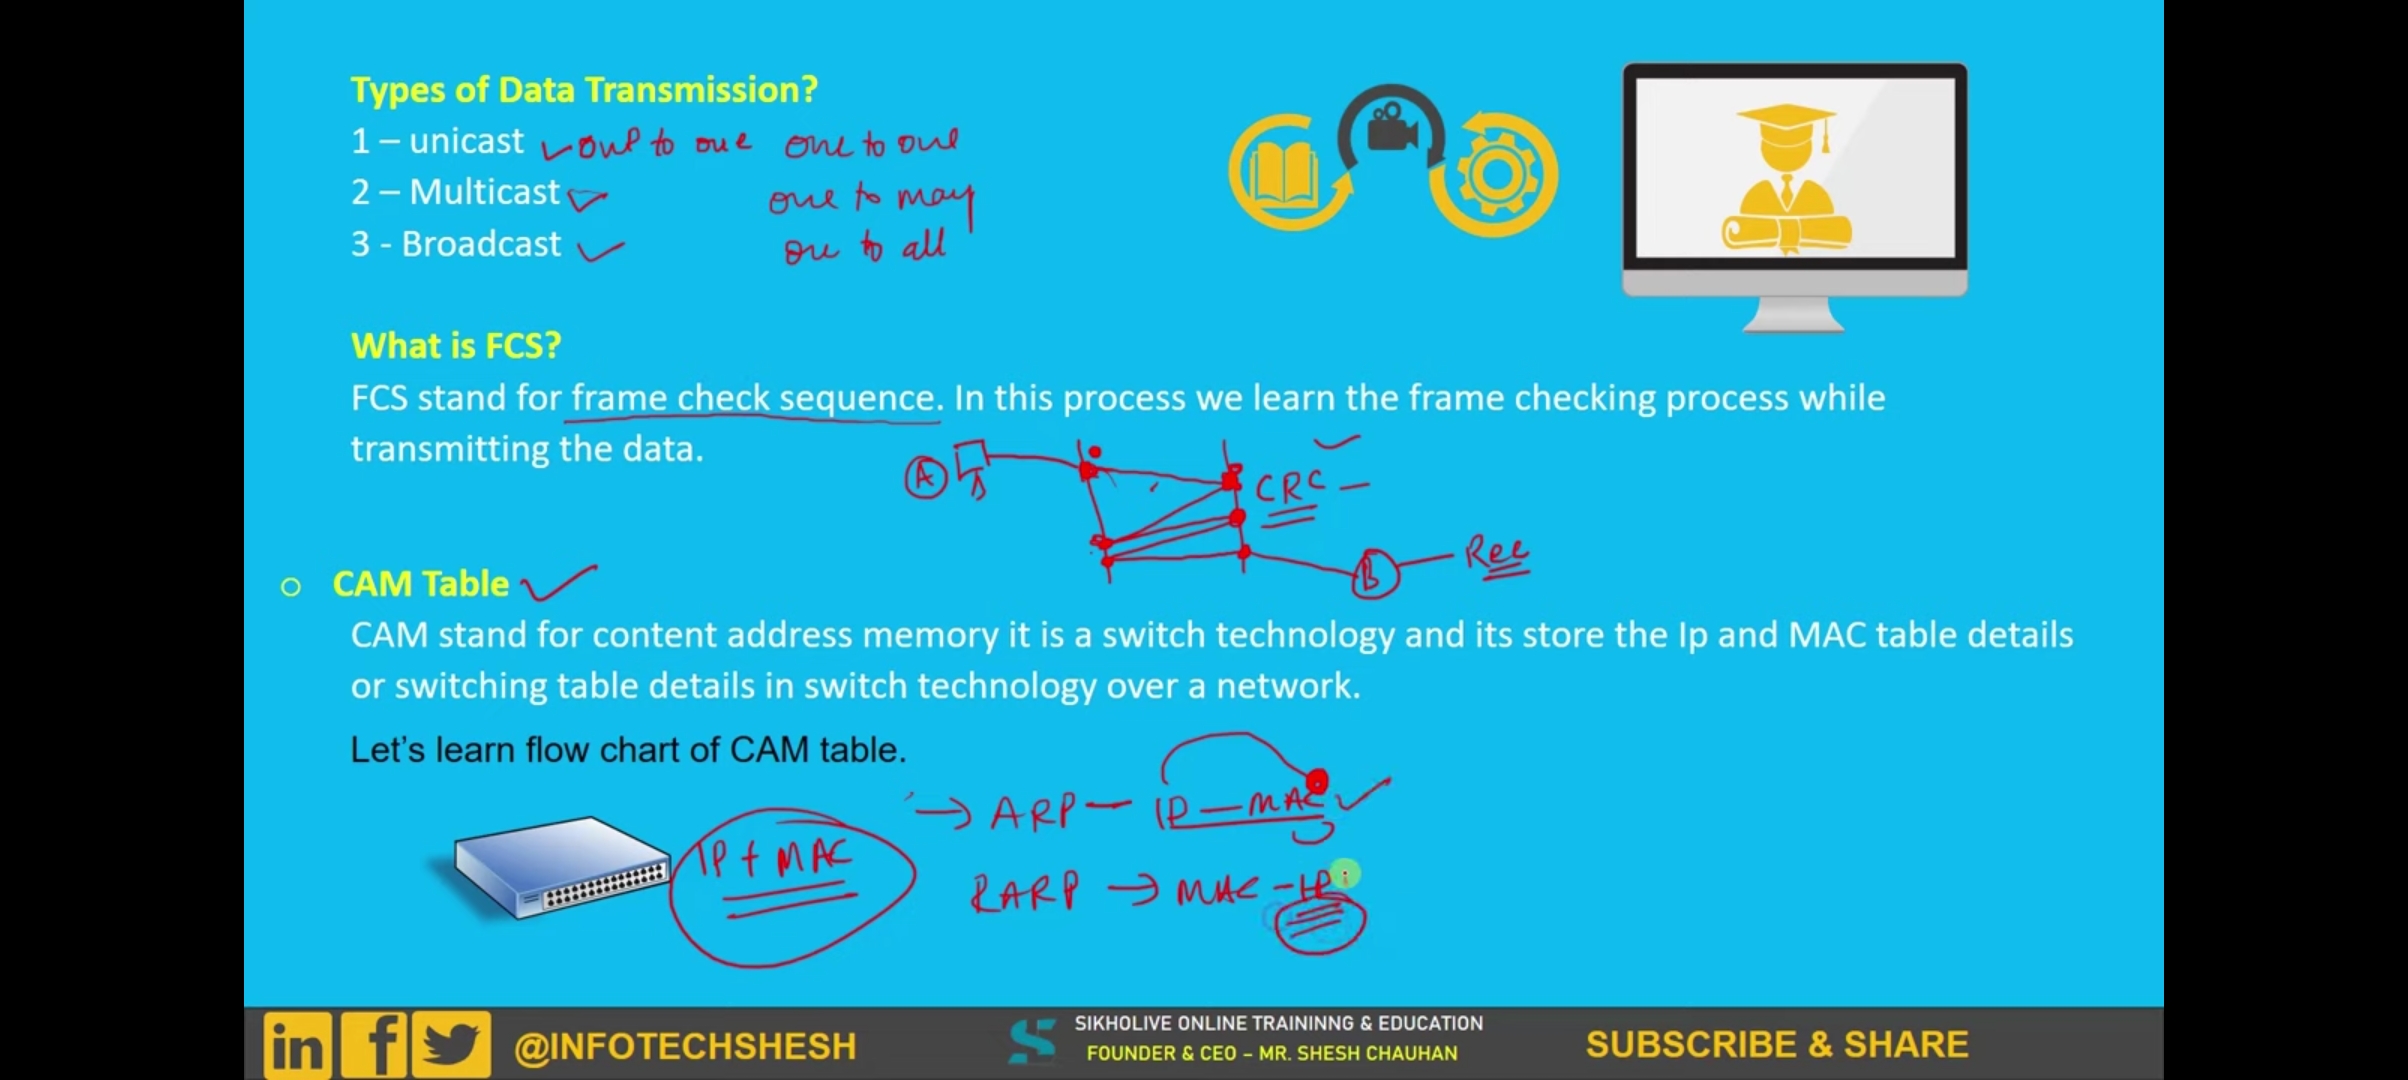 Types of Data Transmission?
1 – unicast one to one one to one
2 – Multicast one to may
3 - Broadcast one to all
What is FCS?
FCS stand for frame check sequence. In this process we learn the frame checking process while
transmitting the data.
A
CRC
B Rec
CAM Table
CAM stand for content address memory it is a switch technology and its store the Ip and MAC table details
or switching table details in switch technology over a network.
Let's learn flow chart of CAM table.
→ ARP – IP – MAC
IP + MAC
RARP → MAC – IP
in f @INFOTECHSHESH
SIKHOLIVE ONLINE TRAININNG & EDUCATION
FOUNDER & CEO – MR. SHESH CHAUHAN
SUBSCRIBE & SHARE